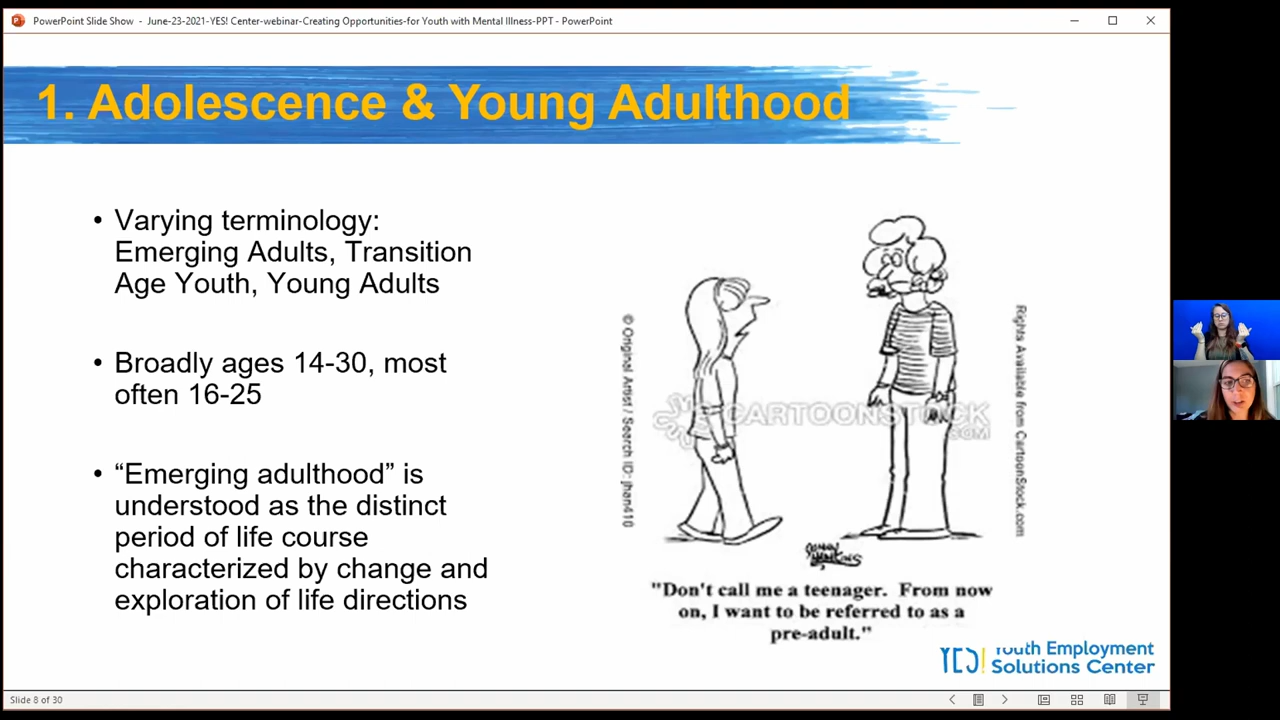 PowerPoint Slide Show - June-23-2021-YES! Center-webinar-Creating Opportunities-for Youth with Mental Illness-PPT - PowerPoint
1. Adolescence & Young Adulthood
• Varying terminology:
Emerging Adults, Transition
Age Youth, Young Adults
• Broadly ages 14-30, most
often 16-25
• “Emerging adulthood” is
understood as the distinct
period of life course
characterized by change and
exploration of life directions
© Original Artist / Search ID: jhan410
CARTOONSTOCK
.COM
Rights Available from CartoonStock.com
"Don't call me a teenager. From now
on, I want to be referred to as a
pre-adult."
YES! Youth Employment
Solutions Center
Slide 8 of 30